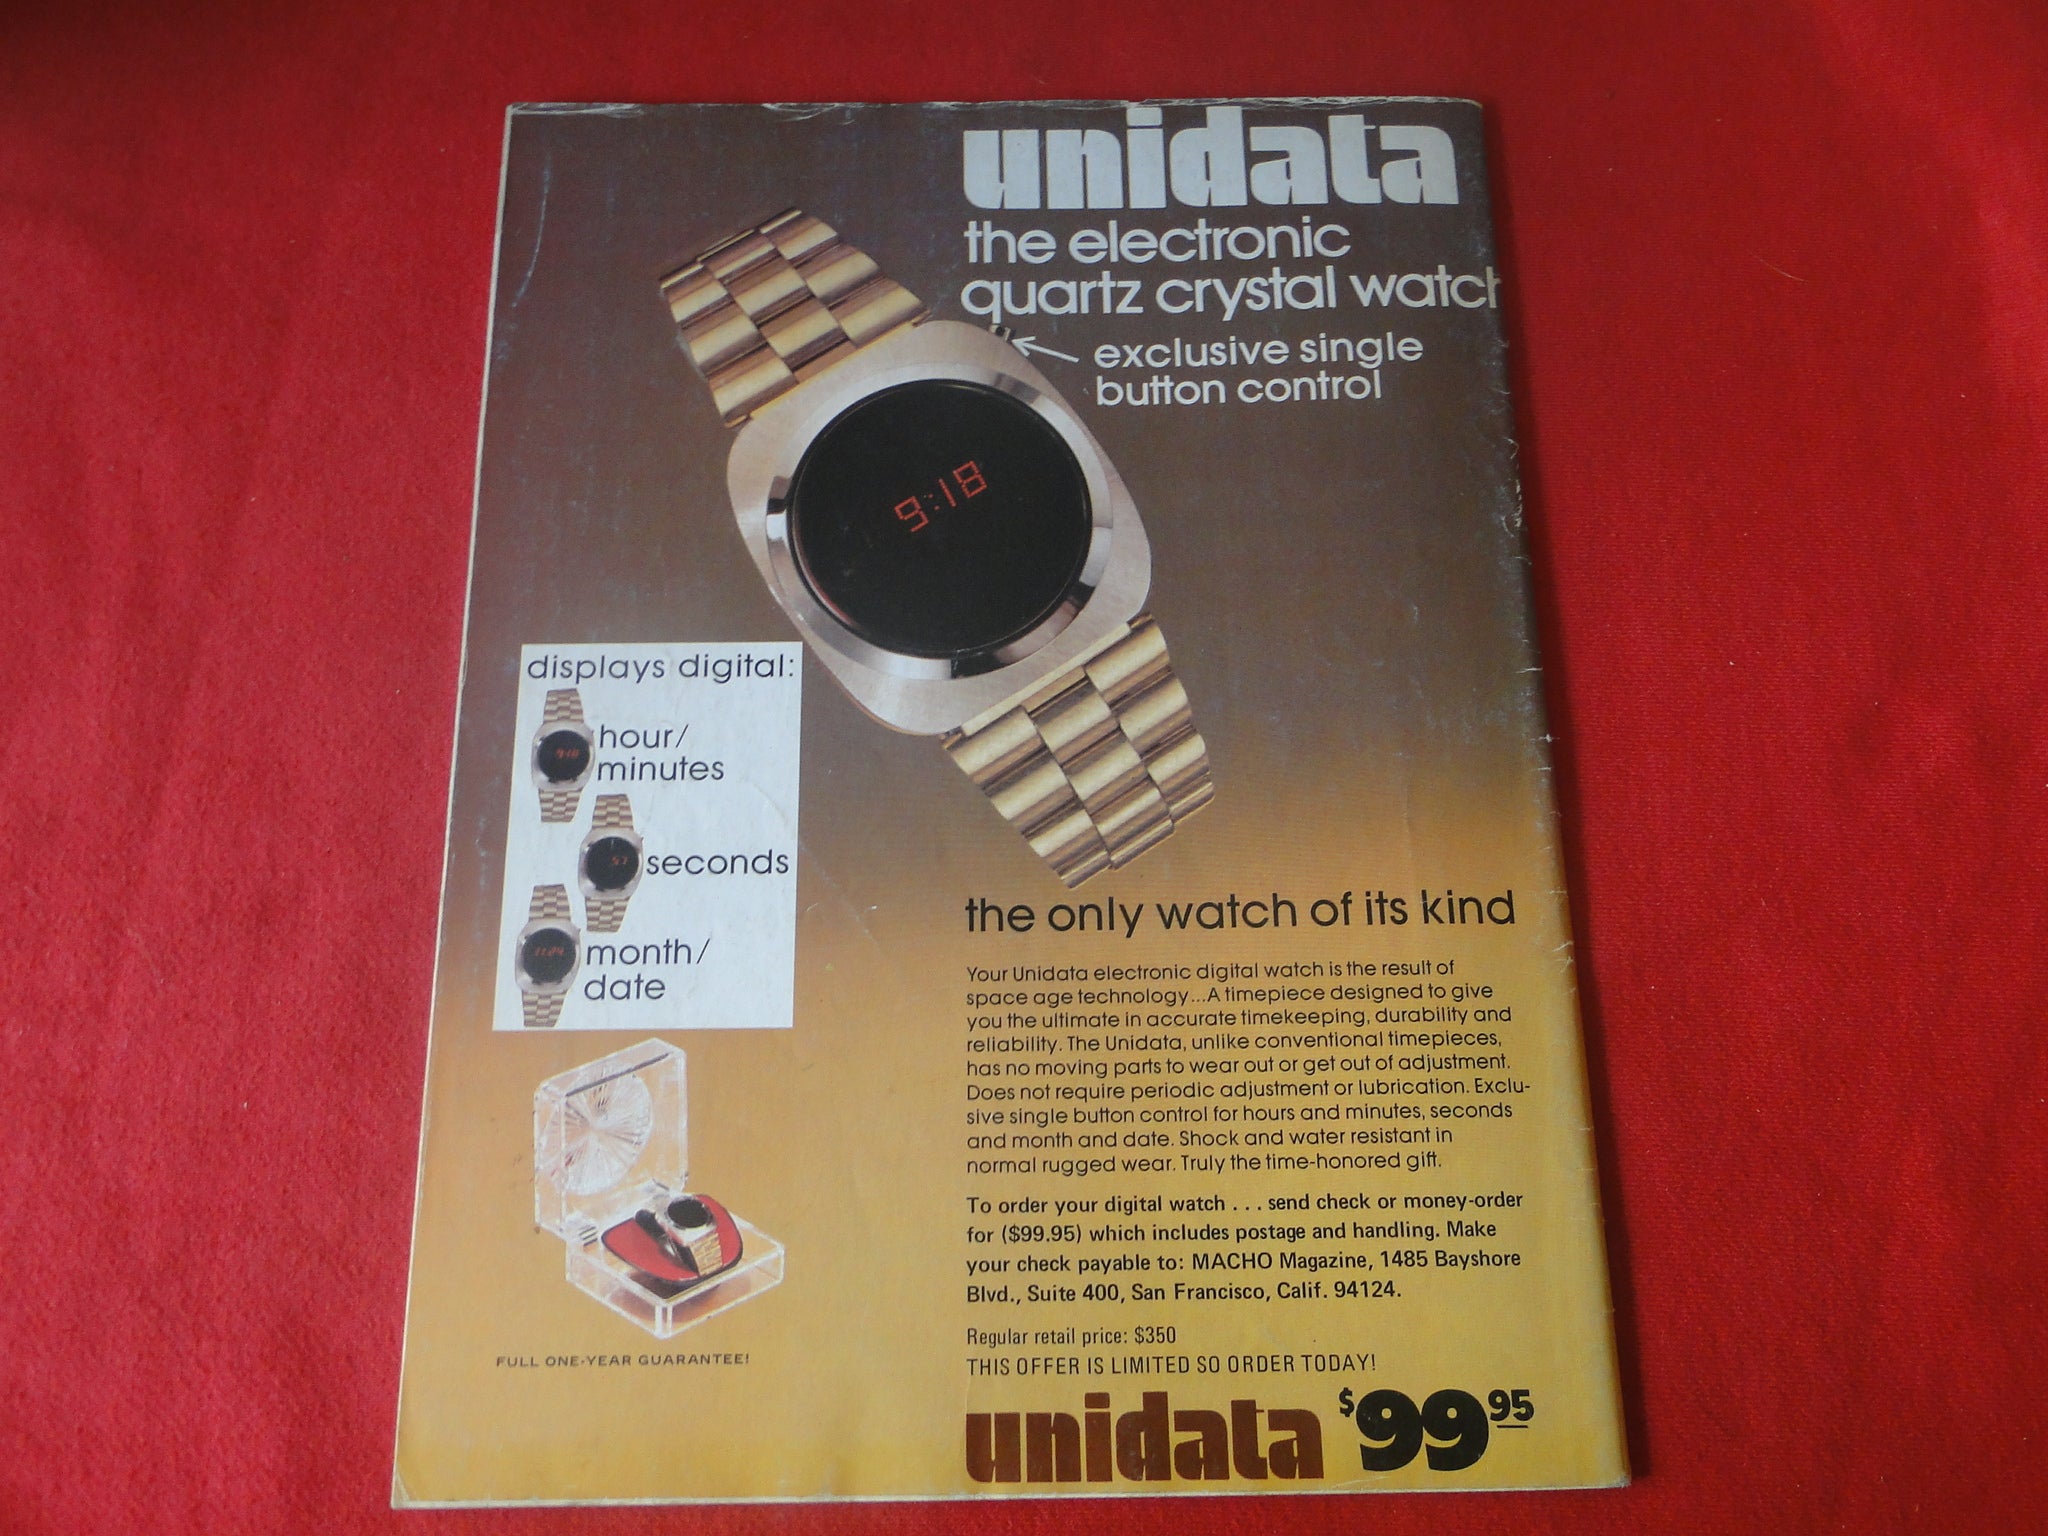 unidata
the electronic
quartz crystal watch
exclusive single
button control
9:18
displays digital:
hour/
minutes
9:18
seconds
57
month/
date
11:24
the only watch of its kind
Your Unidata electronic digital watch is the result of
space age technology...A timepiece designed to give
you the ultimate in accurate timekeeping, durability and
reliability. The Unidata, unlike conventional timepieces,
has no moving parts to wear out or get out of adjustment.
Does not require periodic adjustment or lubrication. Exclu-
sive single button control for hours and minutes, seconds
and month and date. Shock and water resistant in
normal rugged wear. Truly the time-honored gift.
To order your digital watch . . . send check or money-order
for ($99.95) which includes postage and handling. Make
your check payable to: MACHO Magazine, 1485 Bayshore
Blvd., Suite 400, San Francisco, Calif. 94124.
Regular retail price: $350
THIS OFFER IS LIMITED SO ORDER TODAY!
FULL ONE-YEAR GUARANTEE!
unidata $99 95